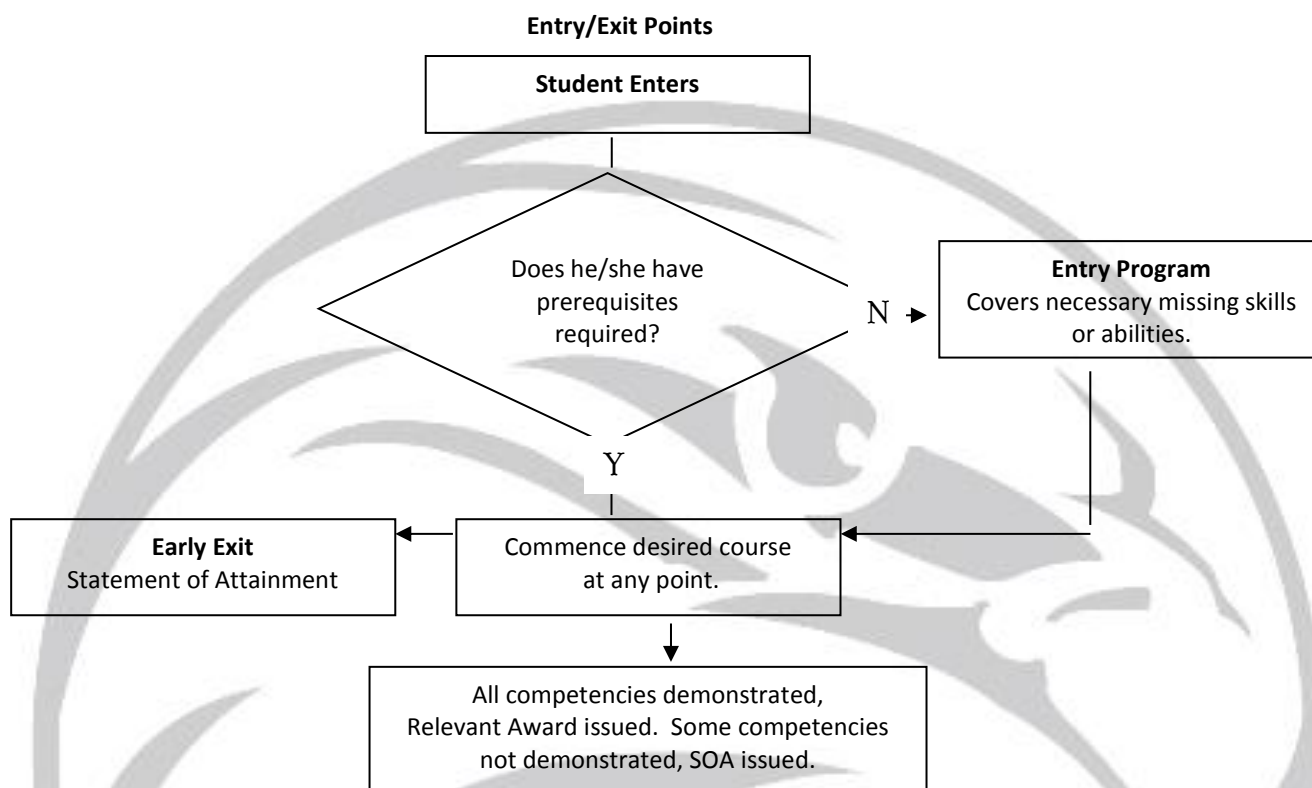 Entry/Exit Points
Student Enters
Does he/she have
prerequisites
required?
N
Entry Program
Covers necessary missing skills
or abilities.
Y
Early Exit
Statement of Attainment
Commence desired course
at any point.
All competencies demonstrated,
Relevant Award issued.  Some competencies
not demonstrated, SOA issued.